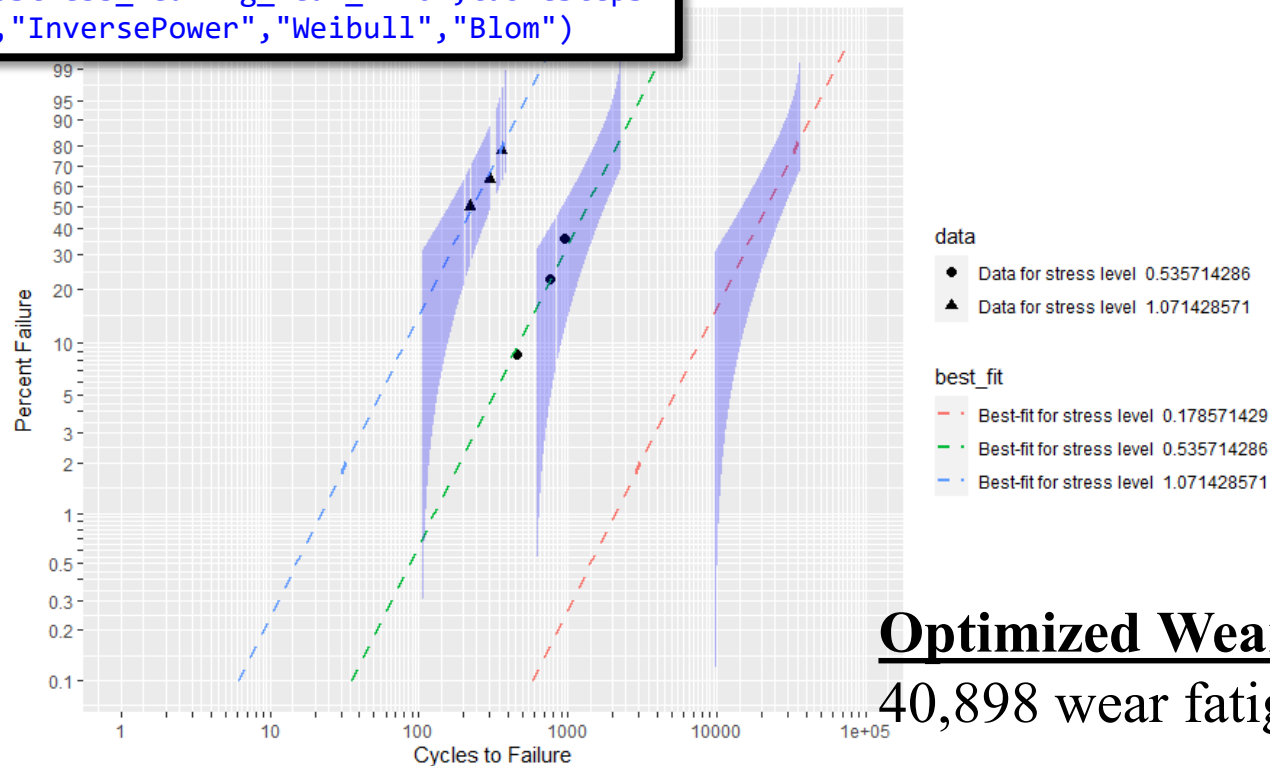 ,"InversePower","Weibull","Blom")
99
95
90
80
70
60
50
40
30
20
10
5
3
2
1
0.5
0.3
0.2
0.1
Percent Failure
1 10 100 1000 10000 1e+05
Cycles to Failure
data
Data for stress level 0.535714286
Data for stress level 1.071428571
best_fit
Best-fit for stress level 0.178571429
Best-fit for stress level 0.535714286
Best-fit for stress level 1.071428571
Optimized Wear
40,898 wear fatig